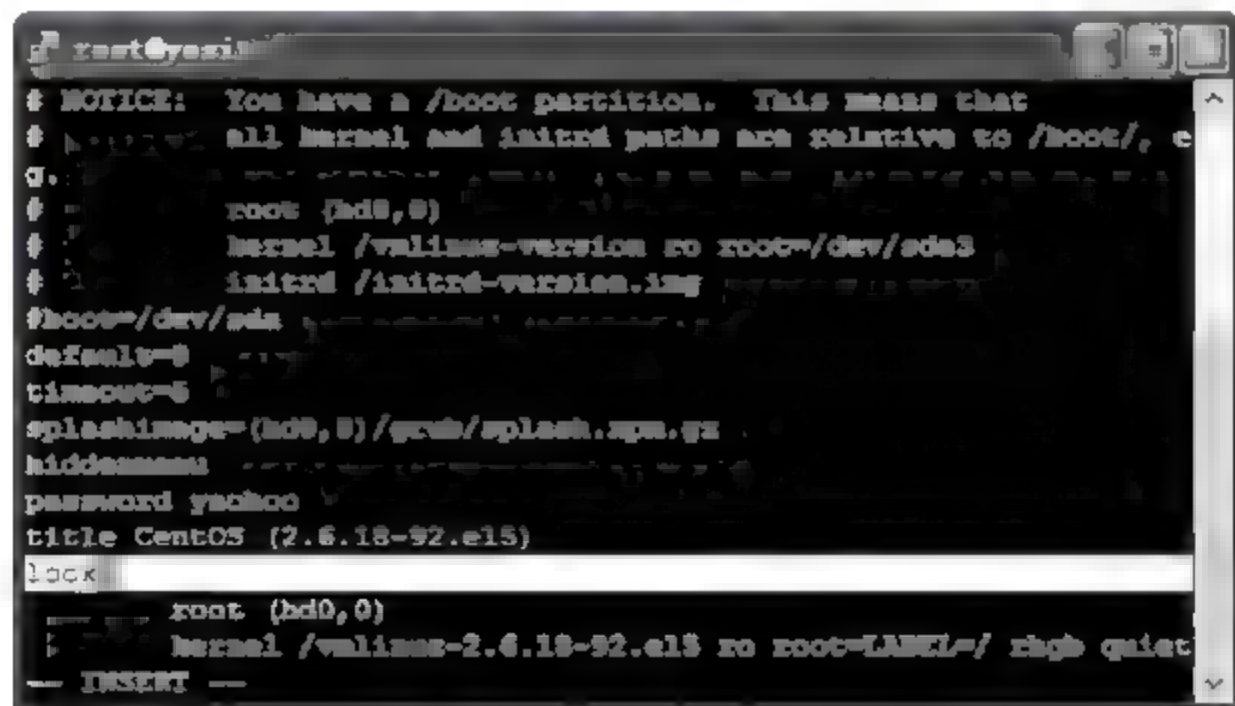 # NOTICE:  You have a /boot partition.  This means that
#          all kernel and initrd paths are relative to /boot/, e
g.
#          root (hd0,0)
#          kernel /vmlinuz-version ro root=/dev/sda3
#          initrd /initrd-version.img
#boot=/dev/sda
default=0
timeout=5
splashimage=(hd0,0)/grub/splash.xpm.gz
hiddenmenu
password
title CentOS (2.6.18-92.el5)
lock
root (hd0,0)
kernel /vmlinuz-2.6.18-92.el5 ro root=LABEL=/ rhgb quiet
-- INSERT --